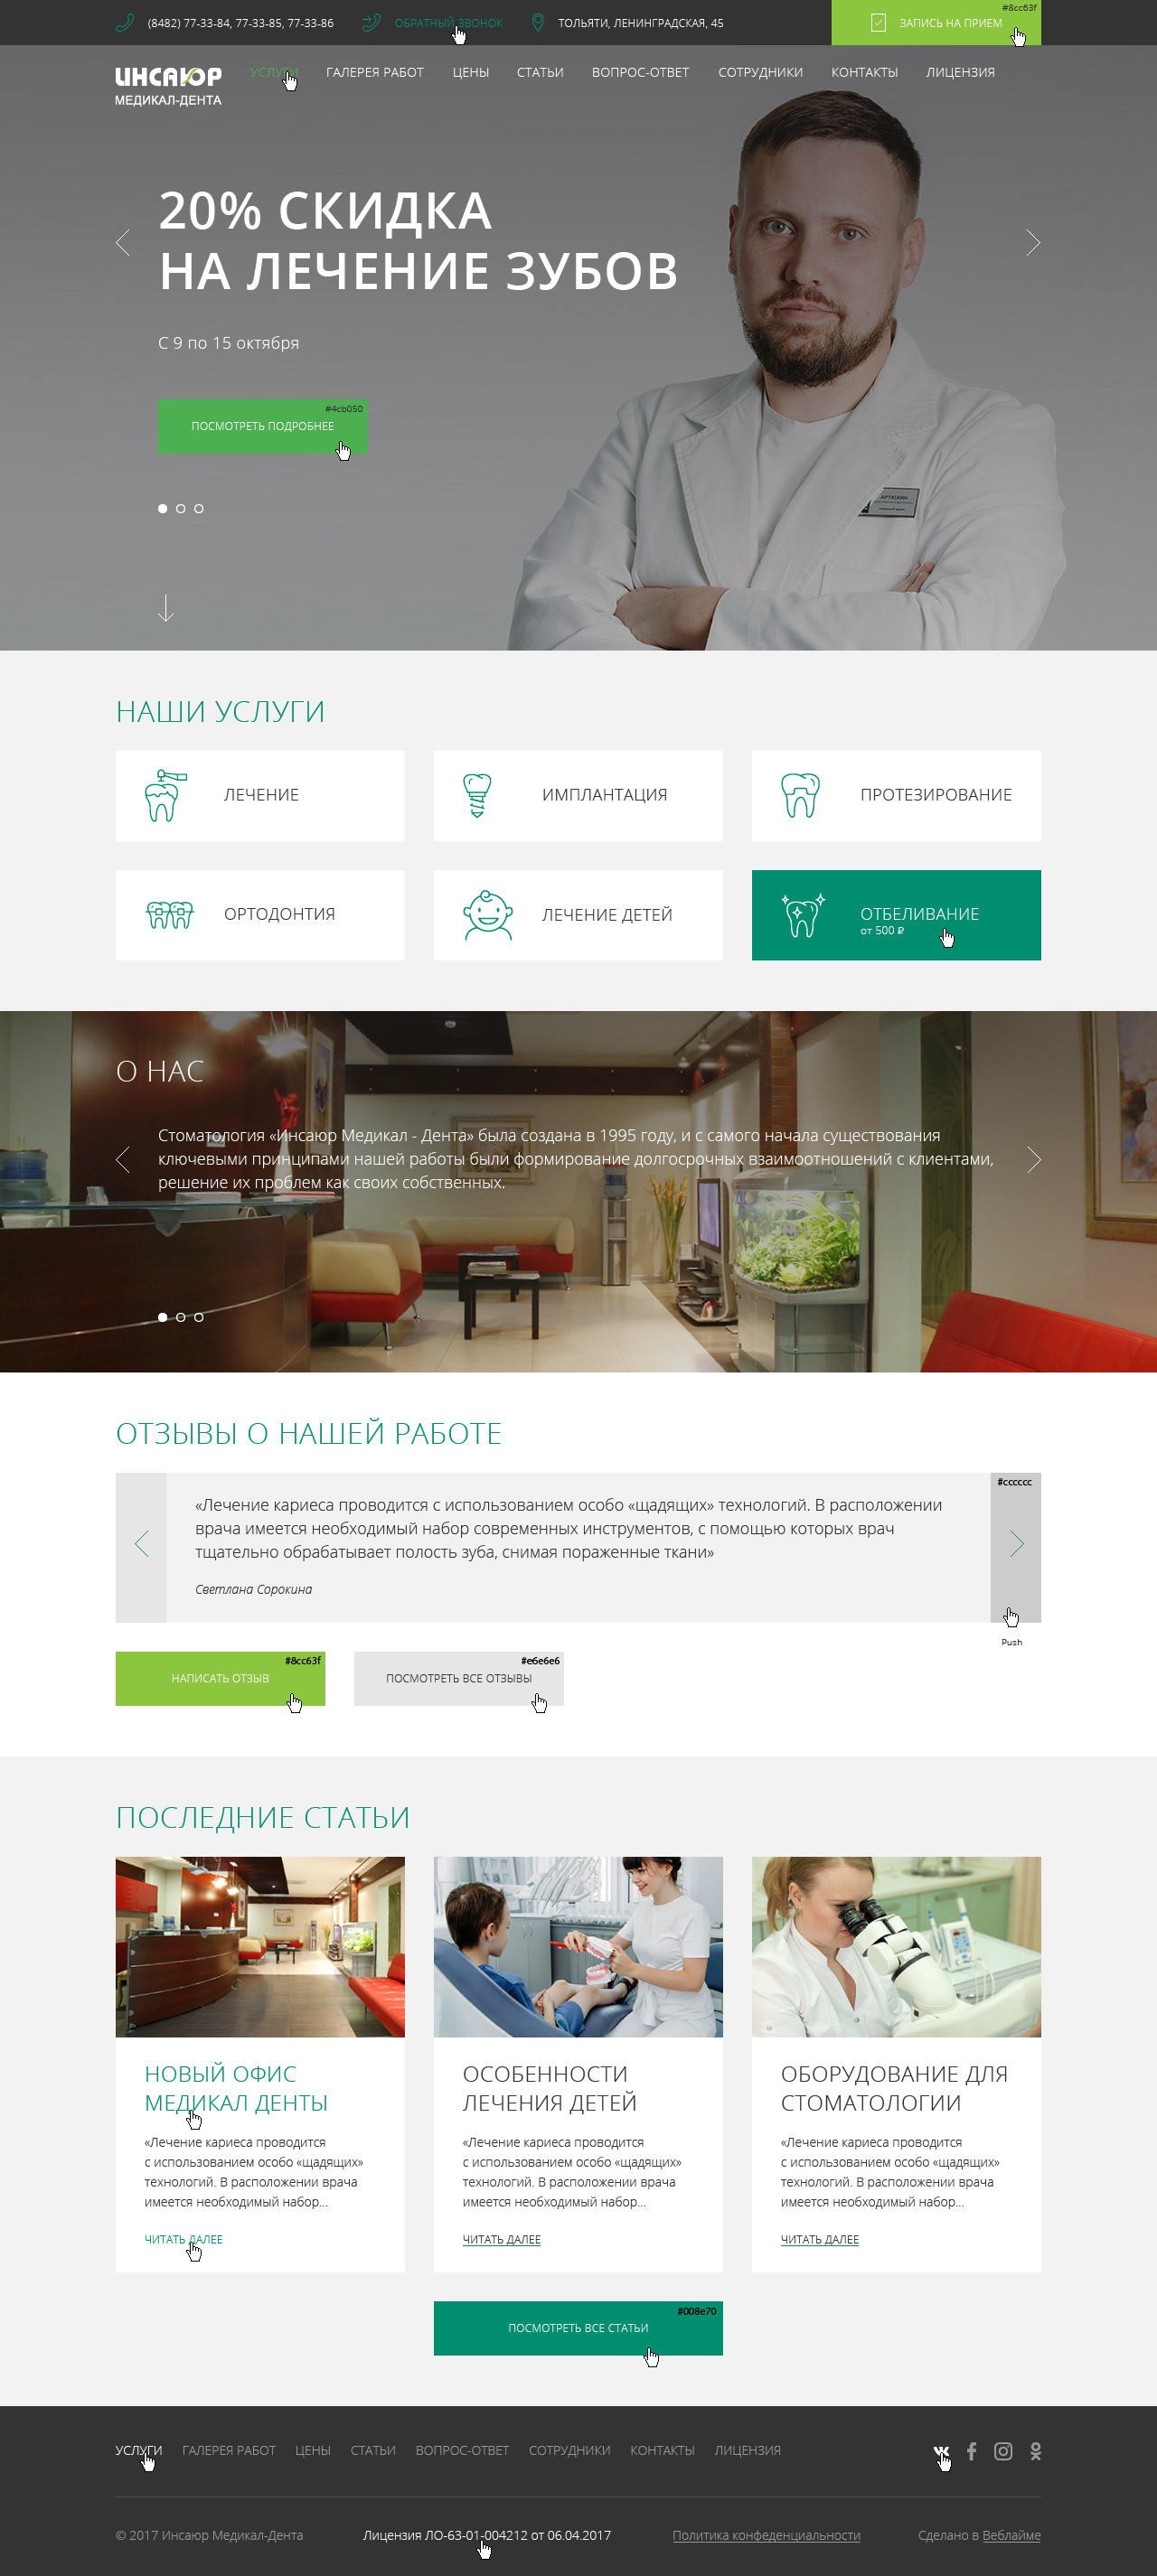 (8482) 77-33-84, 77-33-85, 77-33-86
ОБРАТНЫЙ ЗВОНОК
ТОЛЬЯТИ, ЛЕНИНГРАДСКАЯ, 45
#8cc63f
ЗАПИСЬ НА ПРИЕМ
ИНСАЮР
МЕДИКАЛ-ДЕНТА
УСЛУГИ
ГАЛЕРЕЯ РАБОТ
ЦЕНЫ
СТАТЬИ
ВОПРОС-ОТВЕТ
СОТРУДНИКИ
КОНТАКТЫ
ЛИЦЕНЗИЯ
20% СКИДКА
НА ЛЕЧЕНИЕ ЗУБОВ
С 9 по 15 октября
#4cb050
ПОСМОТРЕТЬ ПОДРОБНЕЕ
АРТЮХИН
НАШИ УСЛУГИ
ЛЕЧЕНИЕ
ИМПЛАНТАЦИЯ
ПРОТЕЗИРОВАНИЕ
ОРТОДОНТИЯ
ЛЕЧЕНИЕ ДЕТЕЙ
ОТБЕЛИВАНИЕ
от 500 ₽
О НАС
Стоматология «Инсаюр Медикал - Дента» была создана в 1995 году, и с самого начала существования
ключевыми принципами нашей работы были формирование долгосрочных взаимоотношений с клиентами,
решение их проблем как своих собственных.
ОТЗЫВЫ О НАШЕЙ РАБОТЕ
#cccccc
«Лечение кариеса проводится с использованием особо «щадящих» технологий. В расположении
врача имеется необходимый набор современных инструментов, с помощью которых врач
тщательно обрабатывает полость зуба, снимая пораженные ткани»
Светлана Сорокина
Push
#8cc63f
НАПИСАТЬ ОТЗЫВ
#e6e6e6
ПОСМОТРЕТЬ ВСЕ ОТЗЫВЫ
ПОСЛЕДНИЕ СТАТЬИ
НОВЫЙ ОФИС
МЕДИКАЛ ДЕНТЫ
«Лечение кариеса проводится
с использованием особо «щадящих»
технологий. В расположении врача
имеется необходимый набор...
ЧИТАТЬ ДАЛЕЕ
ОСОБЕННОСТИ
ЛЕЧЕНИЯ ДЕТЕЙ
«Лечение кариеса проводится
с использованием особо «щадящих»
технологий. В расположении врача
имеется необходимый набор...
ЧИТАТЬ ДАЛЕЕ
ОБОРУДОВАНИЕ ДЛЯ
СТОМАТОЛОГИИ
«Лечение кариеса проводится
с использованием особо «щадящих»
технологий. В расположении врача
имеется необходимый набор...
ЧИТАТЬ ДАЛЕЕ
#008e70
ПОСМОТРЕТЬ ВСЕ СТАТЬИ
УСЛУГИ
ГАЛЕРЕЯ РАБОТ
ЦЕНЫ
СТАТЬИ
ВОПРОС-ОТВЕТ
СОТРУДНИКИ
КОНТАКТЫ
ЛИЦЕНЗИЯ
© 2017 Инсаюр Медикал-Дента
Лицензия ЛО-63-01-004212 от 06.04.2017
Политика конфеденциальности
Сделано в Веблайме